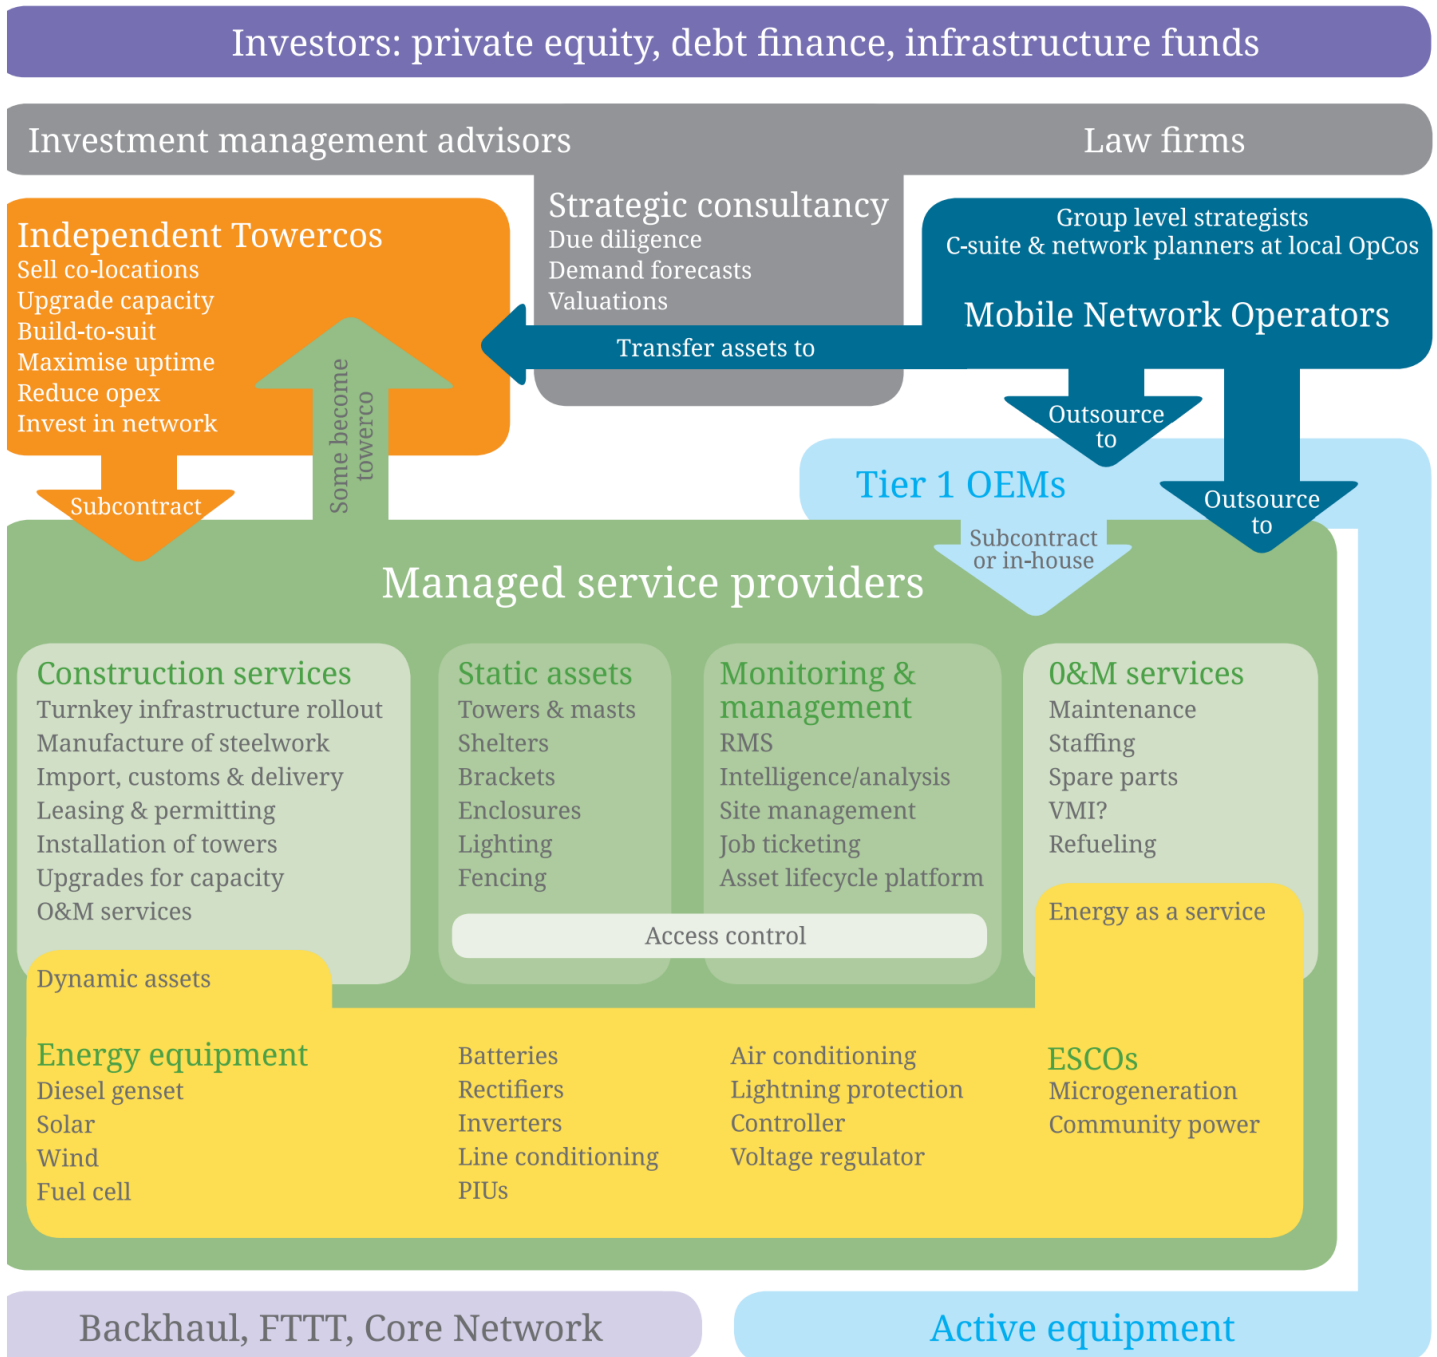 Investors: private equity, debt finance, infrastructure funds
Investment management advisors
Law firms
Strategic consultancy
Due diligence
Demand forecasts
Valuations
Independent Towercos
Sell co-locations
Upgrade capacity
Build-to-suit
Maximise uptime
Reduce opex
Invest in network
Group level strategists
C-suite & network planners at local OpCos
Mobile Network Operators
Transfer assets to
Some become
towerco
Outsource
to
Outsource
to
Subcontract
Tier 1 OEMs
Subcontract
or in-house
Managed service providers
Construction services
Turnkey infrastructure rollout
Manufacture of steelwork
Import, customs & delivery
Leasing & permitting
Installation of towers
Upgrades for capacity
O&M services
Static assets
Towers & masts
Shelters
Brackets
Enclosures
Lighting
Fencing
Monitoring &
management
RMS
Intelligence/analysis
Site management
Job ticketing
Asset lifecycle platform
Access control
0&M services
Maintenance
Staffing
Spare parts
VMI?
Refueling
Energy as a service
Dynamic assets
Energy equipment
Diesel genset
Solar
Wind
Fuel cell
Batteries
Rectifiers
Inverters
Line conditioning
PIUs
Air conditioning
Lightning protection
Controller
Voltage regulator
ESCOs
Microgeneration
Community power
Backhaul, FTTT, Core Network
Active equipment